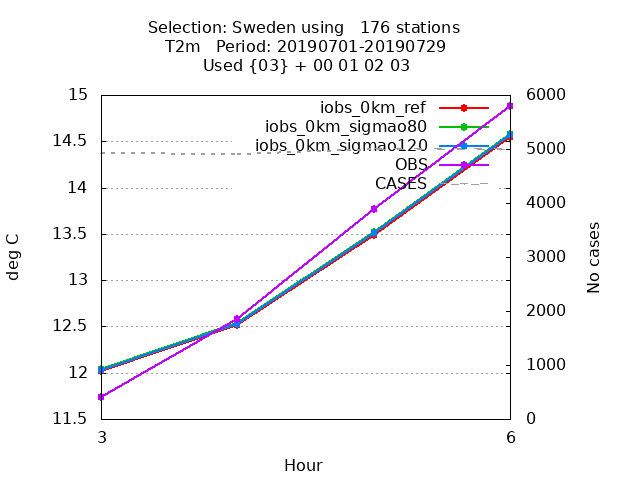 Selection: Sweden using   176 stations
T2m   Period: 20190701-20190729
Used {03} + 00 01 02 03
15
14.5
14
13.5
13
12.5
12
11.5
deg C
iobs_0km_ref
iobs_0km_sigmao80
iobs_0km_sigmao120
OBS
CASES
6000
5000
4000
3000
2000
1000
0
No cases
3
6
Hour